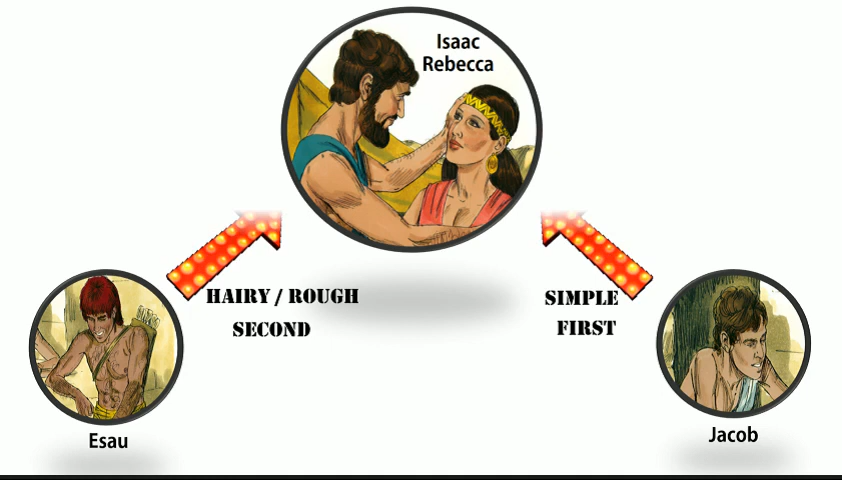 Isaac
Rebecca
HAIRY / ROUGH
SECOND
SIMPLE
FIRST
Esau
Jacob